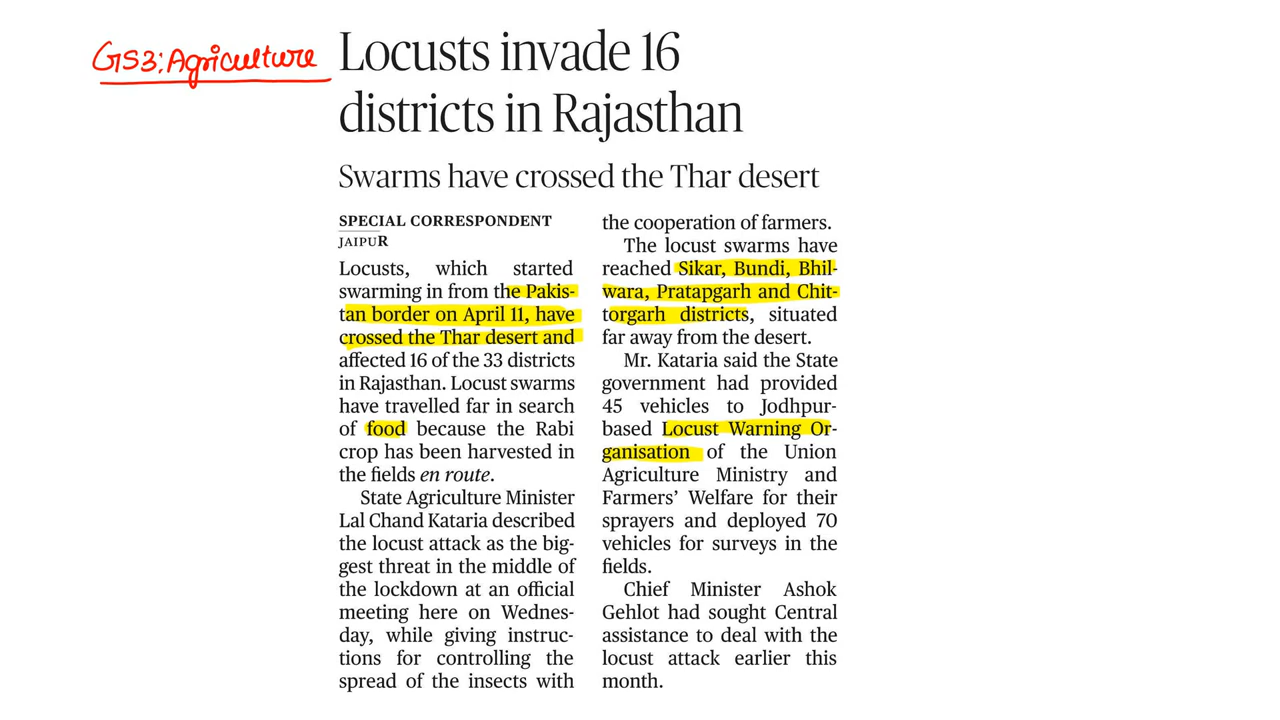 GS3: Agriculture
Locusts invade 16
districts in Rajasthan
Swarms have crossed the Thar desert
SPECIAL CORRESPONDENT
JAIPUR
Locusts, which started
swarming in from the Pakis-
tan border on April 11, have
crossed the Thar desert and
affected 16 of the 33 districts
in Rajasthan. Locust swarms
have travelled far in search
of food because the Rabi
crop has been harvested in
the fields en route.
State Agriculture Minister
Lal Chand Kataria described
the locust attack as the big-
gest threat in the middle of
the lockdown at an official
meeting here on Wednes-
day, while giving instruc-
tions for controlling the
spread of the insects with
the cooperation of farmers.
The locust swarms have
reached Sikar, Bundi, Bhil-
wara, Pratapgarh and Chit-
torgarh districts, situated
far away from the desert.
Mr. Kataria said the State
government had provided
45 vehicles to Jodhpur-
based Locust Warning Or-
ganisation of the Union
Agriculture Ministry and
Farmers’ Welfare for their
sprayers and deployed 70
vehicles for surveys in the
fields.
Chief Minister Ashok
Gehlot had sought Central
assistance to deal with the
locust attack earlier this
month.